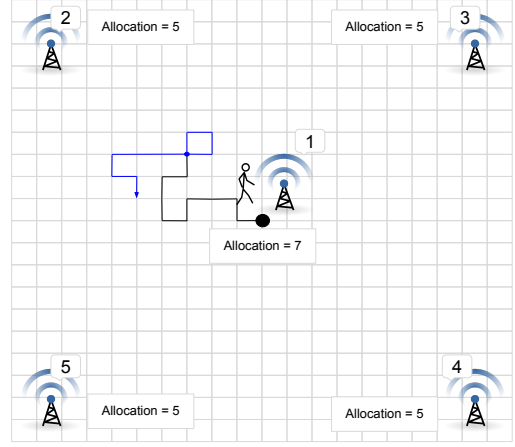 2
Allocation = 5
Allocation = 5
3
1
Allocation = 7
5
Allocation = 5
4
Allocation = 5